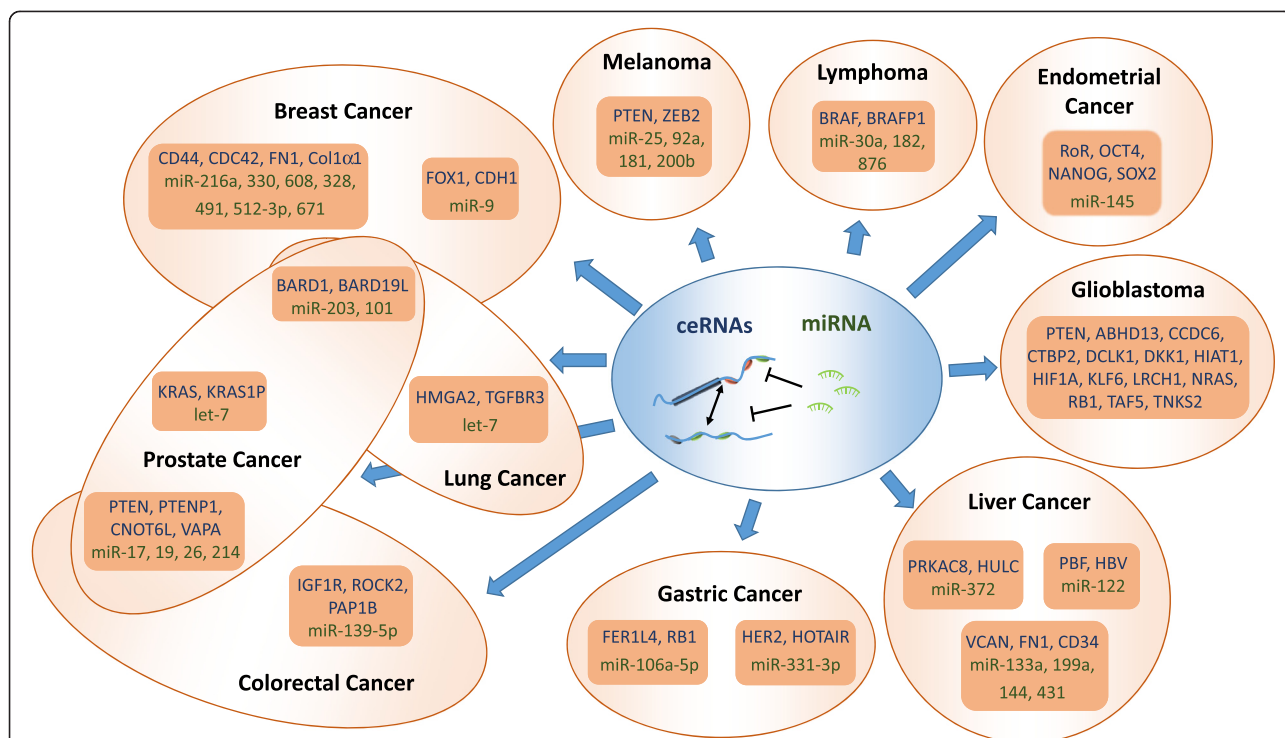 Melanoma
PTEN, ZEB2
miR-25, 92a,
181, 200b
Lymphoma
BRAF, BRAFP1
miR-30a, 182,
876
Endometrial
Cancer
RoR, OCT4,
NANOG, SOX2
miR-145
Breast Cancer
CD44, CDC42, FN1, Col1α1
miR-216a, 330, 608, 328,
491, 512-3p, 671
FOX1, CDH1
miR-9
BARD1, BARD19L
miR-203, 101
ceRNAs
miRNA
Glioblastoma
PTEN, ABHD13, CCDC6,
CTBP2, DCLK1, DKK1, HIAT1,
HIF1A, KLF6, LRCH1, NRAS,
RB1, TAF5, TNKS2
KRAS, KRAS1P
let-7
Prostate Cancer
HMGA2, TGFBR3
let-7
Lung Cancer
PTEN, PTENP1,
CNOT6L, VAPA
miR-17, 19, 26, 214
IGF1R, ROCK2,
PAP1B
miR-139-5p
Colorectal Cancer
Gastric Cancer
FER1L4, RB1
miR-106a-5p
HER2, HOTAIR
miR-331-3p
Liver Cancer
PRKAC8, HULC
miR-372
PBF, HBV
miR-122
VCAN, FN1, CD34
miR-133a, 199a,
144, 431